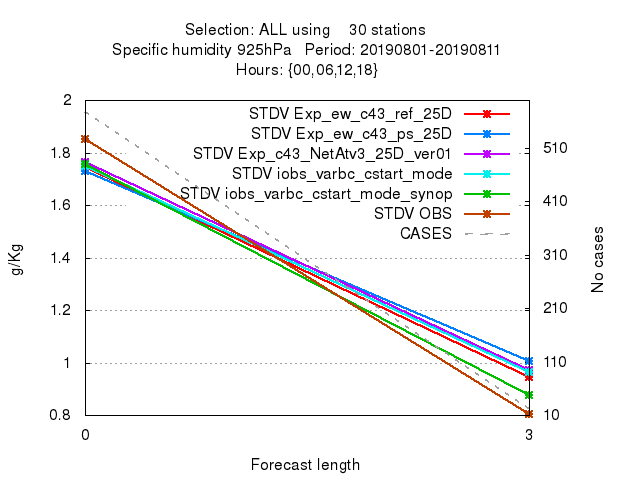 Selection: ALL using    30 stations
Specific humidity 925hPa   Period: 20190801-20190811
Hours: {00,06,12,18}
STDV Exp_ew_c43_ref_25D
STDV Exp_ew_c43_ps_25D
STDV Exp_c43_NetAtv3_25D_ver01
STDV iobs_varbc_cstart_mode
STDV iobs_varbc_cstart_mode_synop
STDV OBS
CASES
g/Kg
2
1.8
1.6
1.4
1.2
1
0.8
510
410
310
210
110
10
No cases
0
3
Forecast length